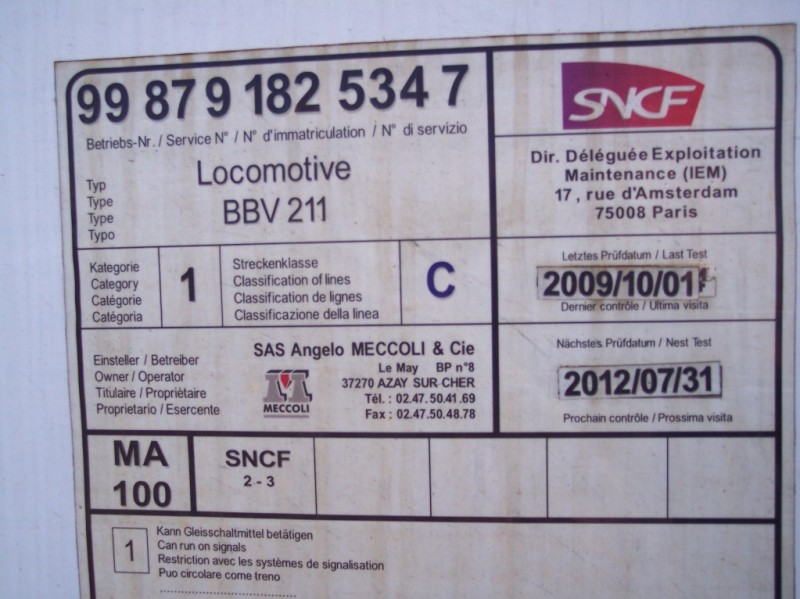 99 87 9 182 534 7
Betriebs-Nr. / Service N° / N° d'immatriculation / N° di servizio
Typ
Type
Type
Typo
Locomotive
BBV 211
SNCF
Dir. Déléguée Exploitation
Maintenance (IEM)
17, rue d'Amsterdam
75008 Paris
Kategorie
Category
Catégorie
Catégoria
1
Streckenklasse
Classification of lines
Classification de lignes
Classificazione della linea
C
Letztes Prüfdatum / Last Test
2009/10/01
Dernier contrôle / Ultima visita
Einsteller / Betreiber
Owner / Operator
Titulaire / Propriètaire
Proprietario / Esercente
MECCOLI
SAS Angelo MECCOLI & Cie
Le May BP n°8
37270 AZAY SUR CHER
Tél. : 02.47.50.41.69
Fax : 02.47.50.48.78
Nächstes Prüfdatum / Nest Test
2012/07/31
Prochain contrôle / Prossima visita
MA
100
SNCF
2 - 3
1
Kann Gleisschaltmittel betätigen
Can run on signals
Restriction avec les systèmes de signalisation
Puo circolare come treno